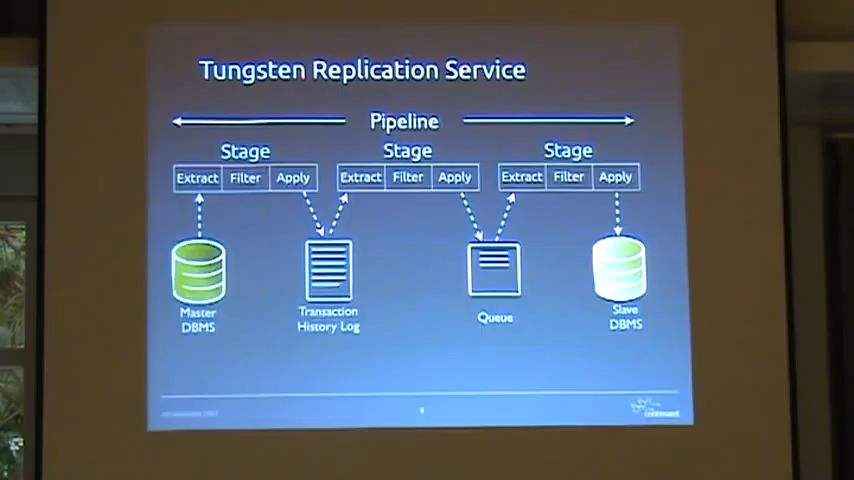 Tungsten Replication Service
Pipeline
Stage
Stage
Stage
Extract Filter Apply
Extract Filter Apply
Extract Filter Apply
Master
DBMS
Transaction
History Log
Queue
Slave
DBMS
continuent